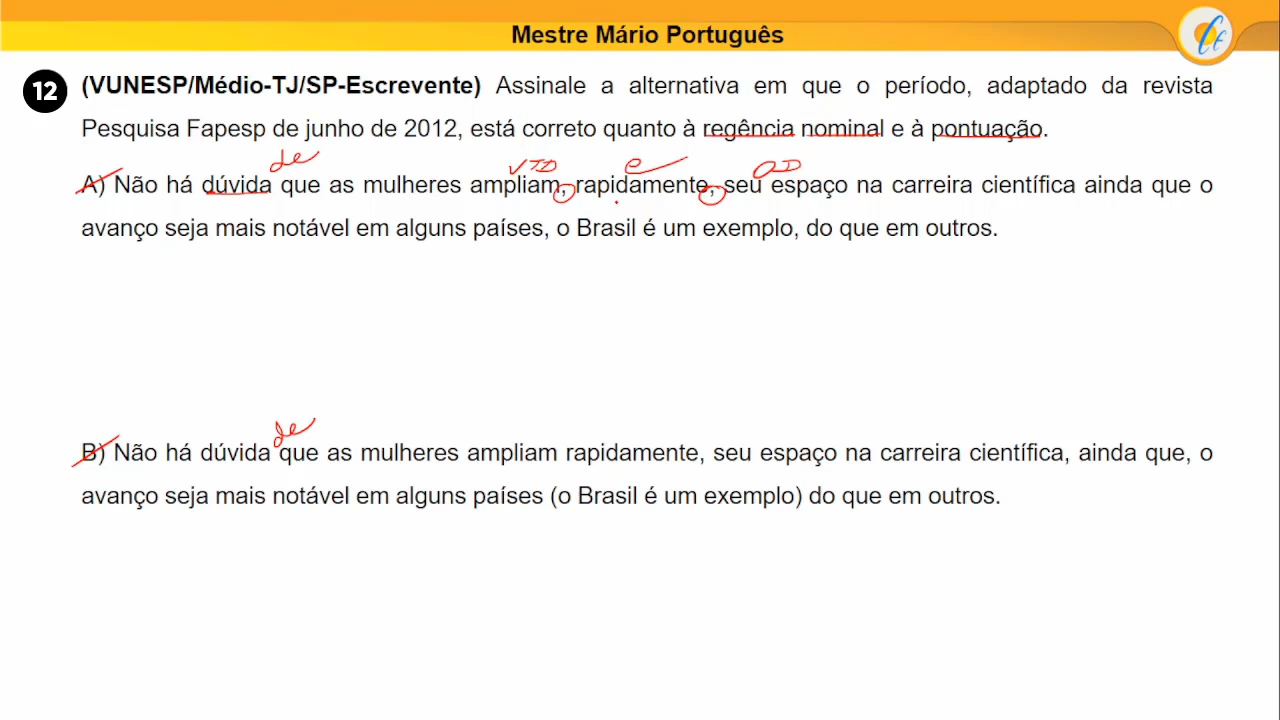 Mestre Mário Português
12 (VUNESP/Médio-TJ/SP-Escrevente) Assinale a alternativa em que o período, adaptado da revista
Pesquisa Fapesp de junho de 2012, está correto quanto à regência nominal e à pontuação.
de VTD e OD
A) Não há dúvida que as mulheres ampliam, rapidamente, seu espaço na carreira científica ainda que o
avanço seja mais notável em alguns países, o Brasil é um exemplo, do que em outros.
de
B) Não há dúvida que as mulheres ampliam rapidamente, seu espaço na carreira científica, ainda que, o
avanço seja mais notável em alguns países (o Brasil é um exemplo) do que em outros.